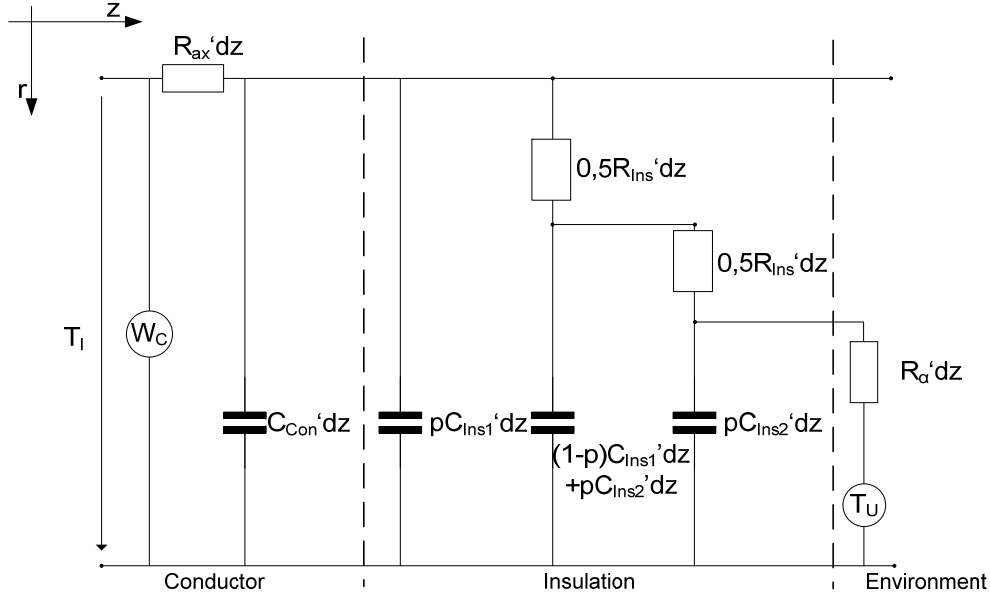 z
r
R_ax‘dz
0,5R_Ins‘dz
0,5R_Ins‘dz
T_I
W_C
R_α‘dz
C_Con‘dz
pC_Ins1‘dz
(1-p)C_Ins1’dz
+pC_Ins2’dz
pC_Ins2‘dz
T_U
Conductor
Insulation
Environment